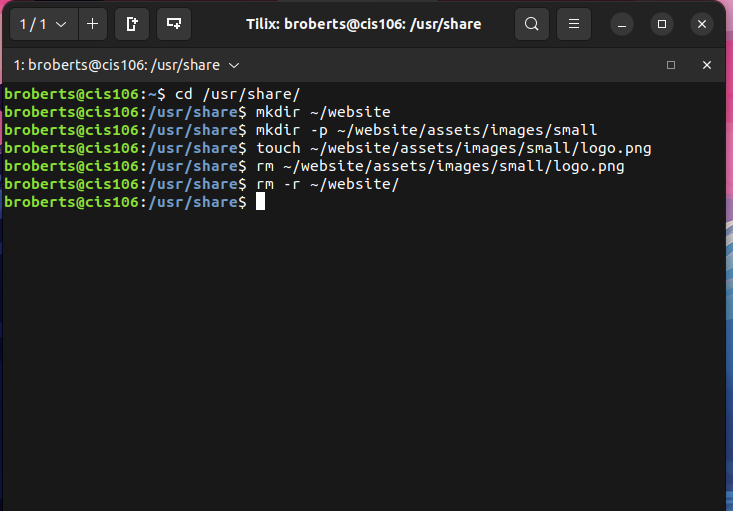 1 / 1
Tilix: broberts@cis106: /usr/share
1: broberts@cis106: /usr/share
broberts@cis106:~$ cd /usr/share/
broberts@cis106:/usr/share$ mkdir ~/website
broberts@cis106:/usr/share$ mkdir -p ~/website/assets/images/small
broberts@cis106:/usr/share$ touch ~/website/assets/images/small/logo.png
broberts@cis106:/usr/share$ rm ~/website/assets/images/small/logo.png
broberts@cis106:/usr/share$ rm -r ~/website/
broberts@cis106:/usr/share$